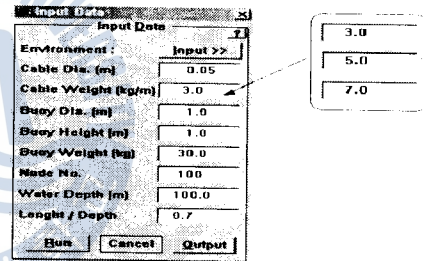 Input Data
Input Data
Environment : Input >>
Cable Dia. (m) 0.05
Cable Weight (kg/m) 3.0
Buoy Dia. (m) 1.0
Buoy Height (m) 1.0
Buoy Weight (kg) 30.0
Node No. 100
Water Depth (m) 100.0
Lenght / Depth 0.7
Run Cancel Output
3.0
5.0
7.0